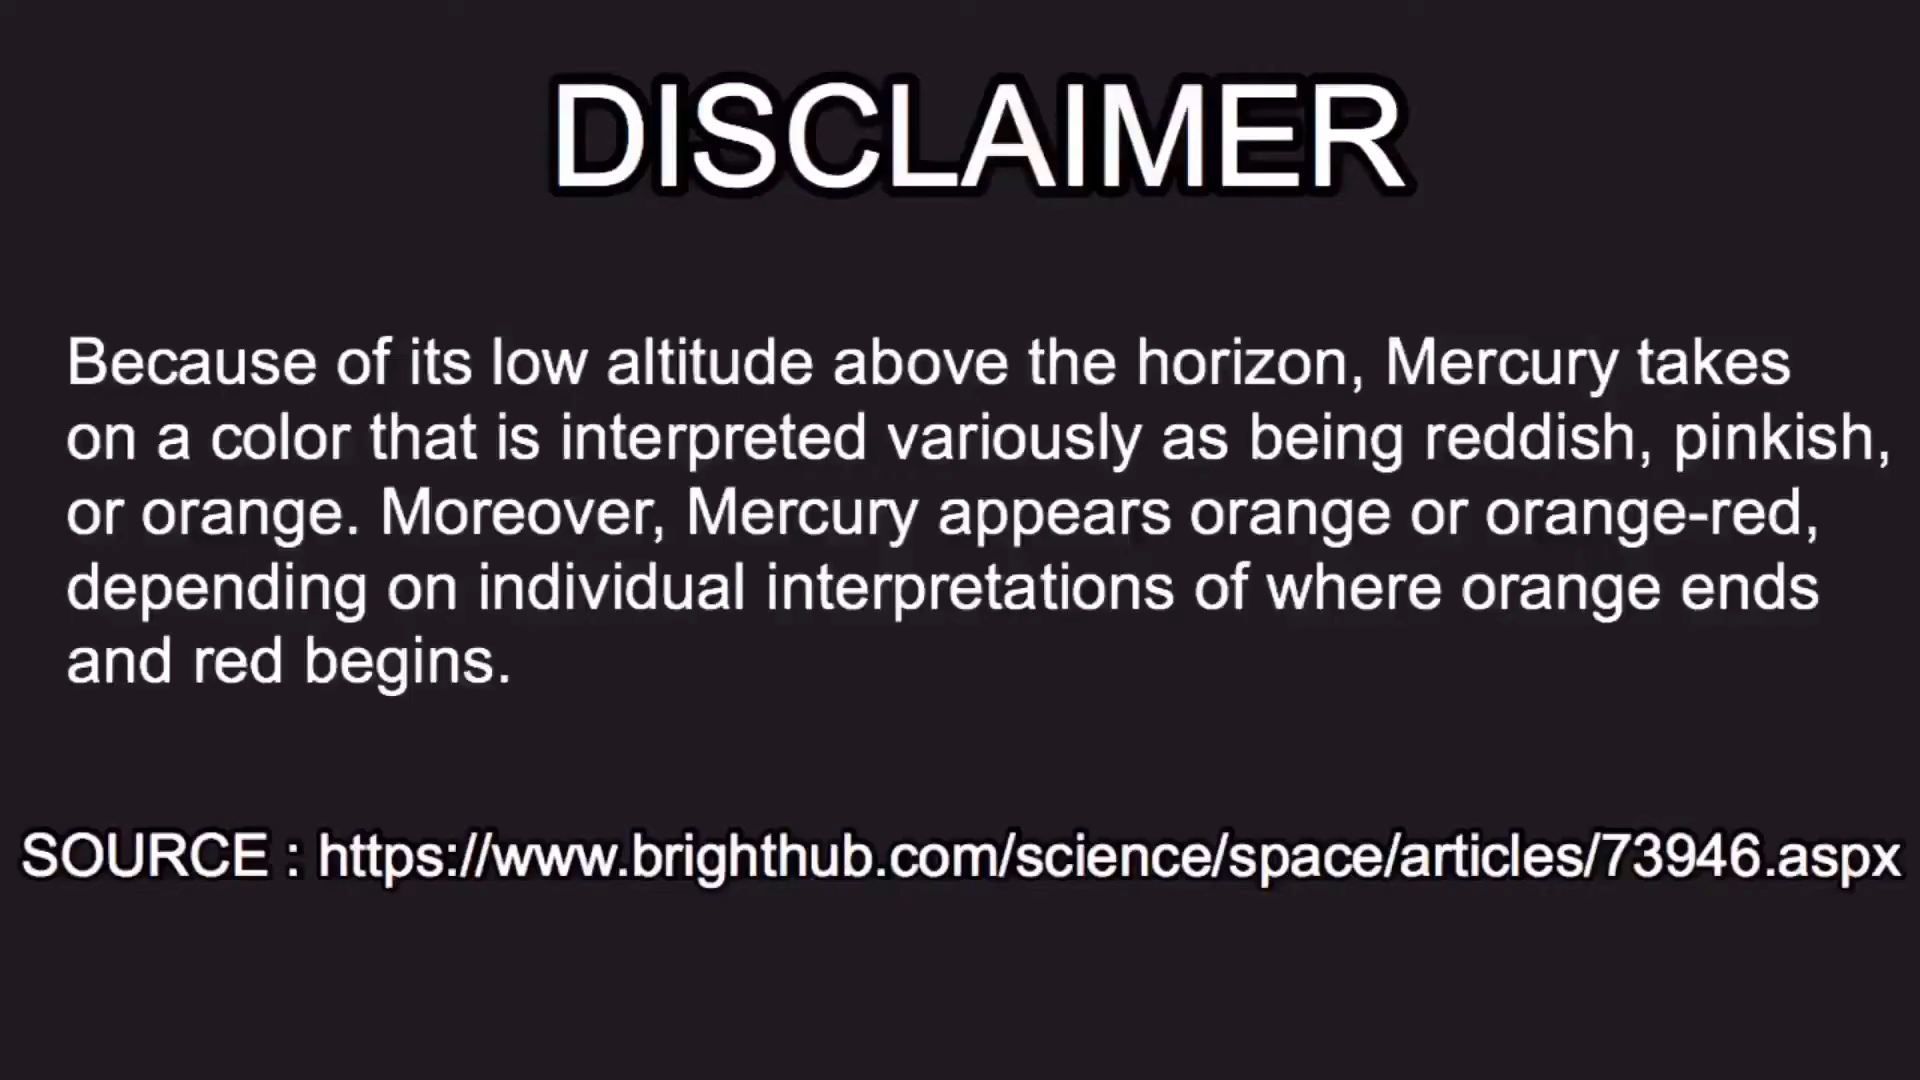 DISCLAIMER
Because of its low altitude above the horizon, Mercury takes
on a color that is interpreted variously as being reddish, pinkish,
or orange. Moreover, Mercury appears orange or orange-red,
depending on individual interpretations of where orange ends
and red begins.
SOURCE : https://www.brighthub.com/science/space/articles/73946.aspx